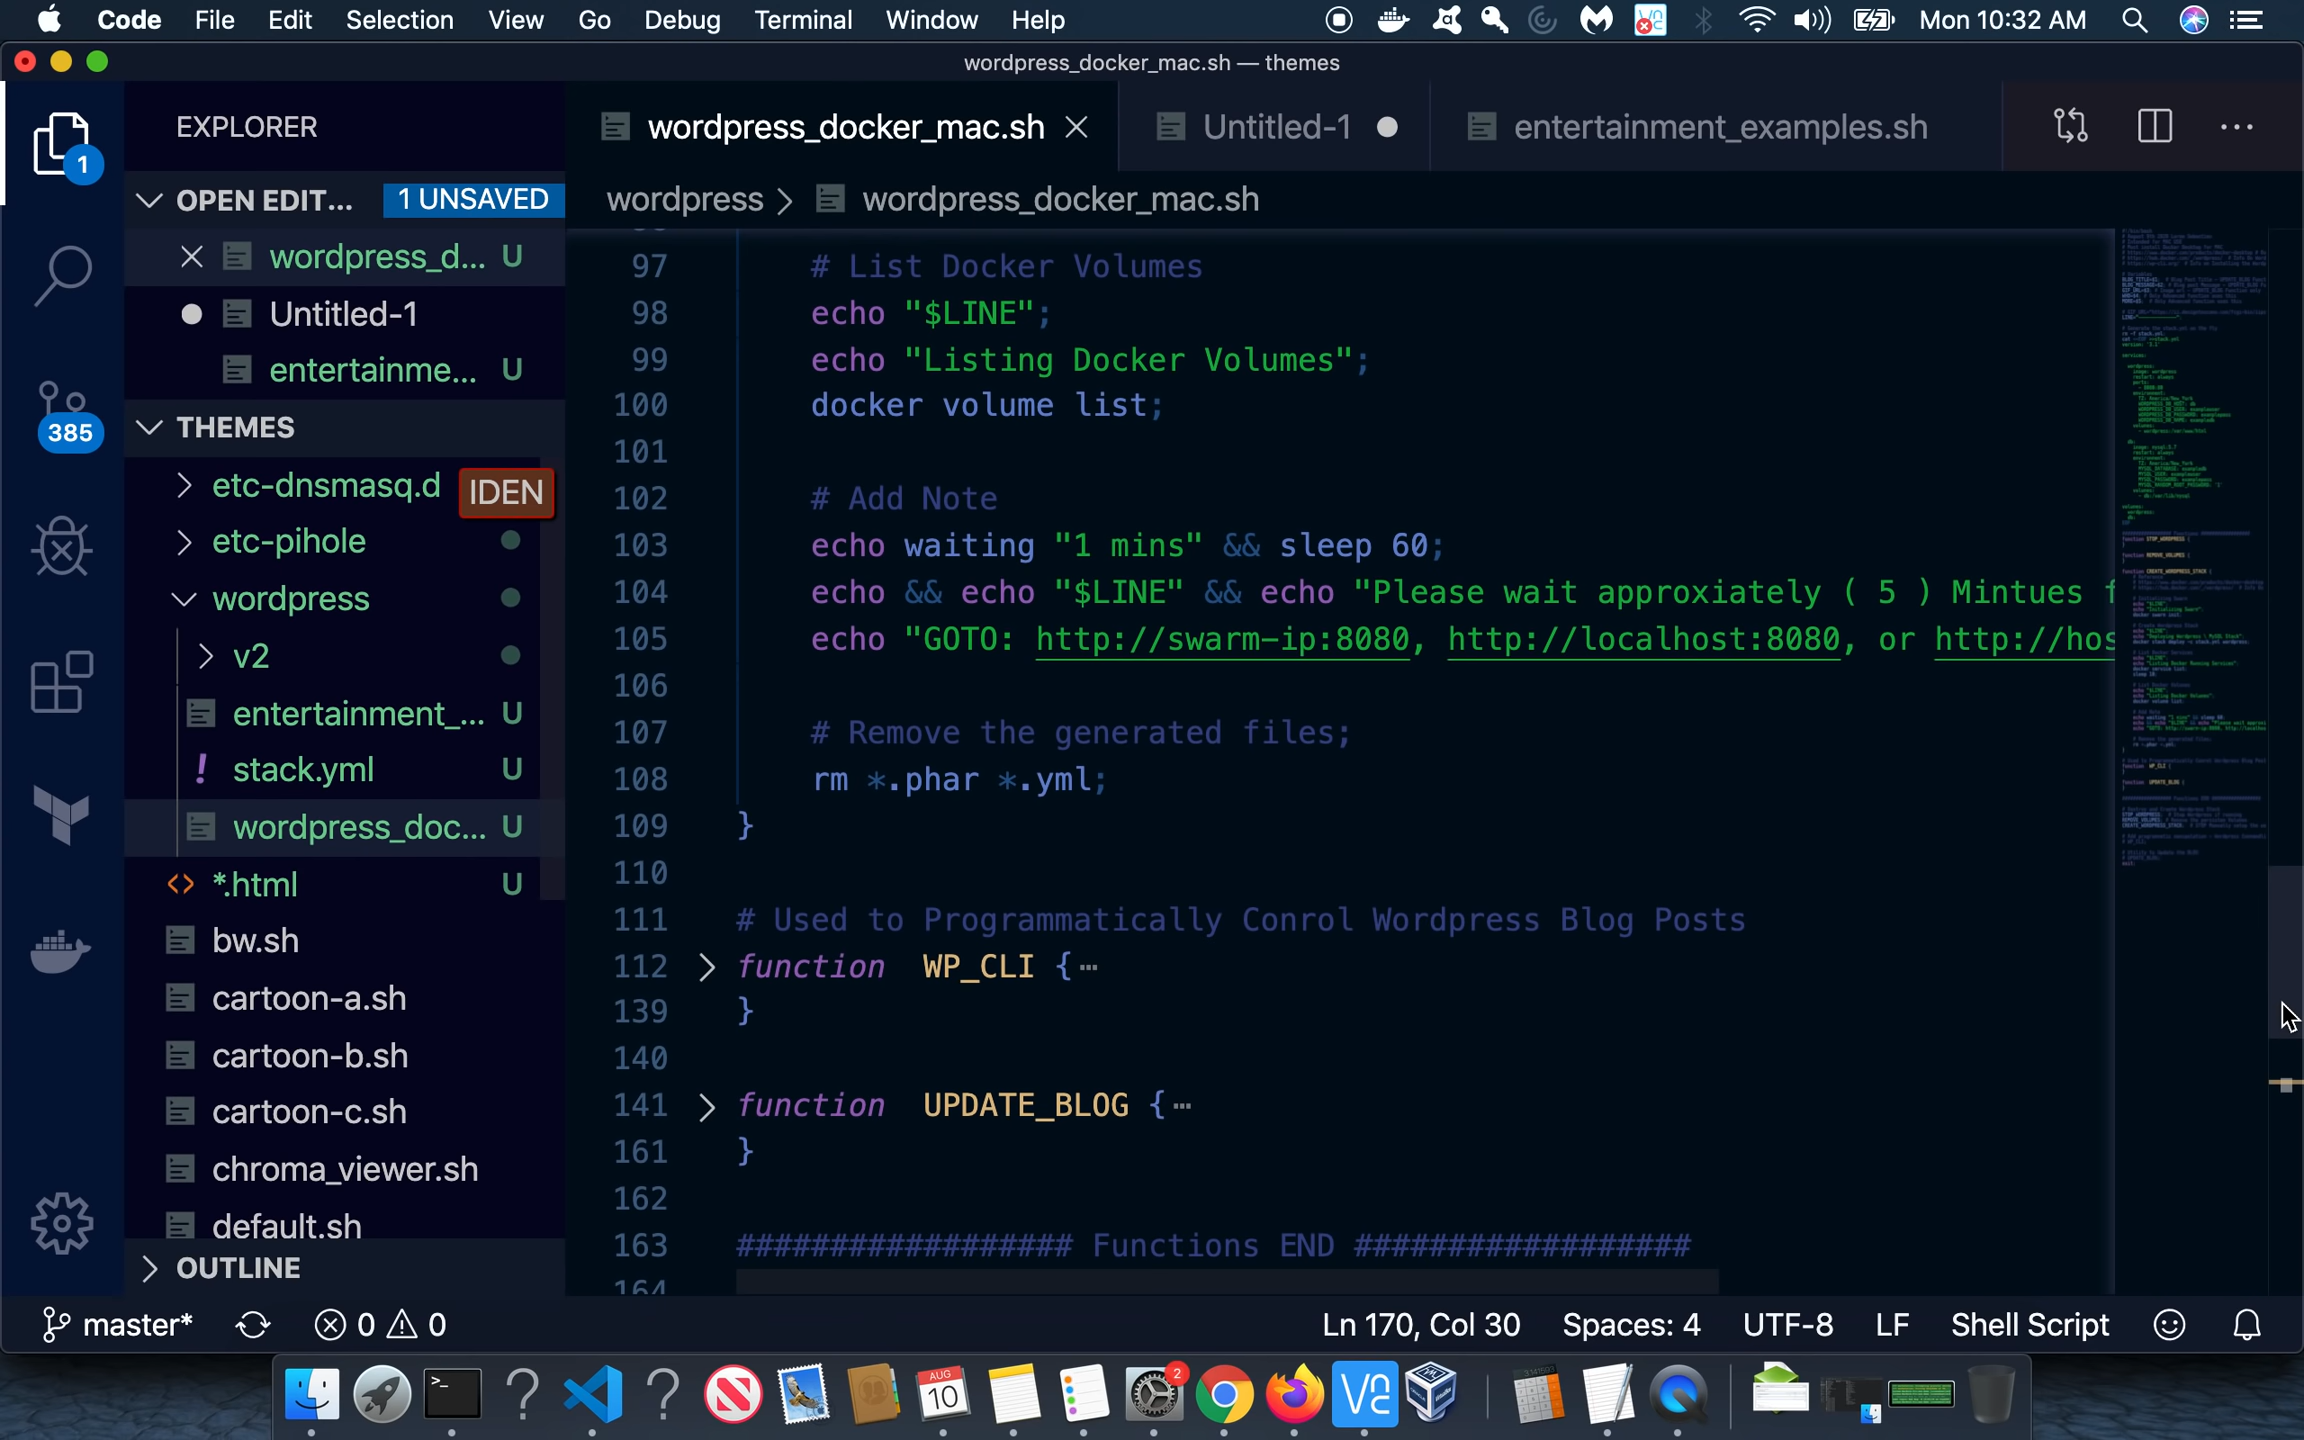 Code File Edit Selection View Go Debug Terminal Window Help Mon 10:32 AM
wordpress_docker_mac.sh — themes
EXPLORER
1
wordpress_docker_mac.sh
Untitled-1
entertainment_examples.sh
OPEN EDIT... 1 UNSAVED
wordpress_d... U
Untitled-1
entertainme... U
385
THEMES
etc-dnsmasq.d IDEN
etc-pihole
wordpress
v2
entertainment_... U
! stack.yml U
wordpress_doc... U
<> *.html U
bw.sh
cartoon-a.sh
cartoon-b.sh
cartoon-c.sh
chroma_viewer.sh
default.sh
OUTLINE
wordpress > wordpress_docker_mac.sh
97 # List Docker Volumes
98 echo "$LINE";
99 echo "Listing Docker Volumes";
100 docker volume list;
101
102 # Add Note
103 echo waiting "1 mins" && sleep 60;
104 echo && echo "$LINE" && echo "Please wait approxiately ( 5 ) Mintues f
105 echo "GOTO: http://swarm-ip:8080, http://localhost:8080, or http://hos
106
107 # Remove the generated files;
108 rm *.phar *.yml;
109 }
110
111 # Used to Programmatically Conrol Wordpress Blog Posts
112 function WP_CLI {…
139 }
140
141 function UPDATE_BLOG {…
161 }
162
163 ################## Functions END ##################
164
master* 0 0 Ln 170, Col 30 Spaces: 4 UTF-8 LF Shell Script
AUG
10
2